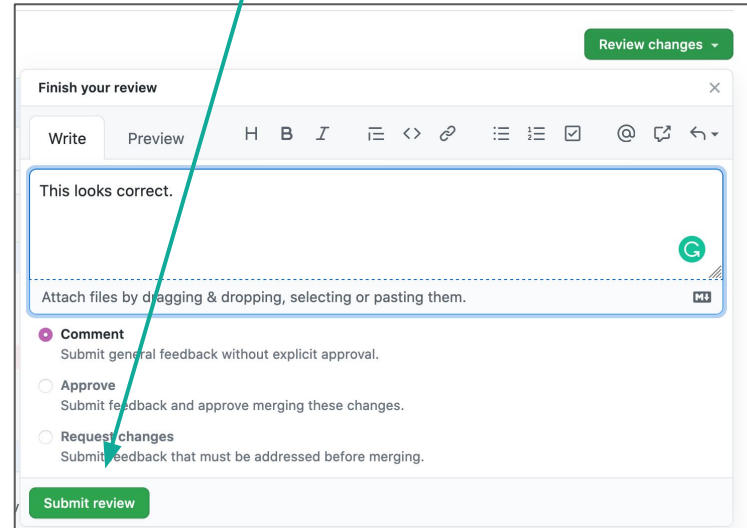 Review changes
Finish your review
Write Preview H B I
This looks correct.
Attach files by dragging & dropping, selecting or pasting them.
Comment
Submit general feedback without explicit approval.
Approve
Submit feedback and approve merging these changes.
Request changes
Submit feedback that must be addressed before merging.
Submit review